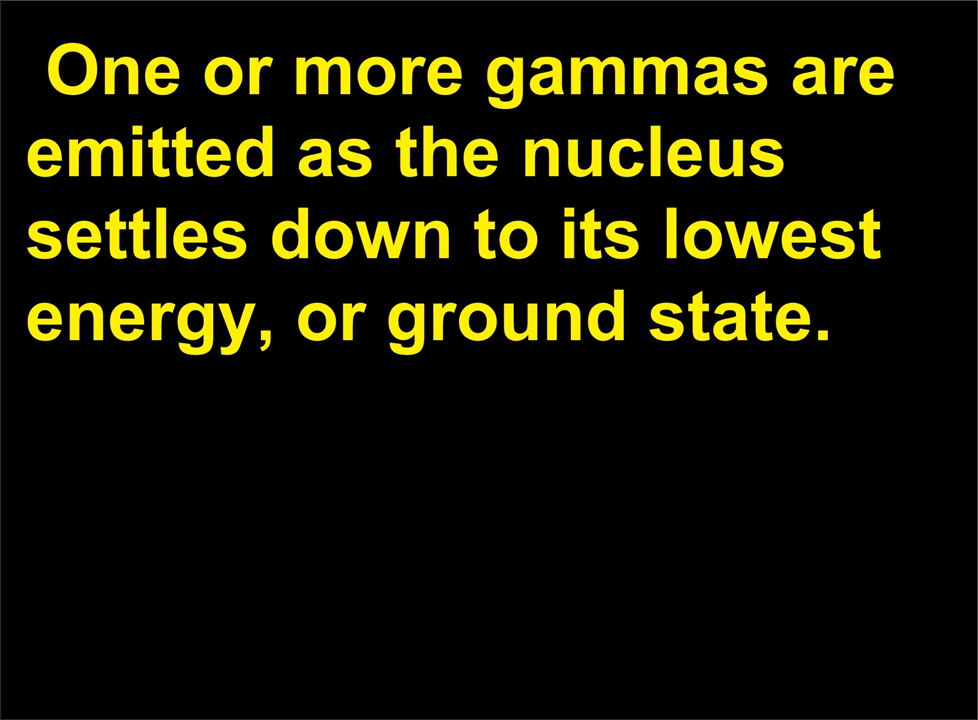 One or more gammas are
emitted as the nucleus
settles down to its lowest
energy, or ground state.